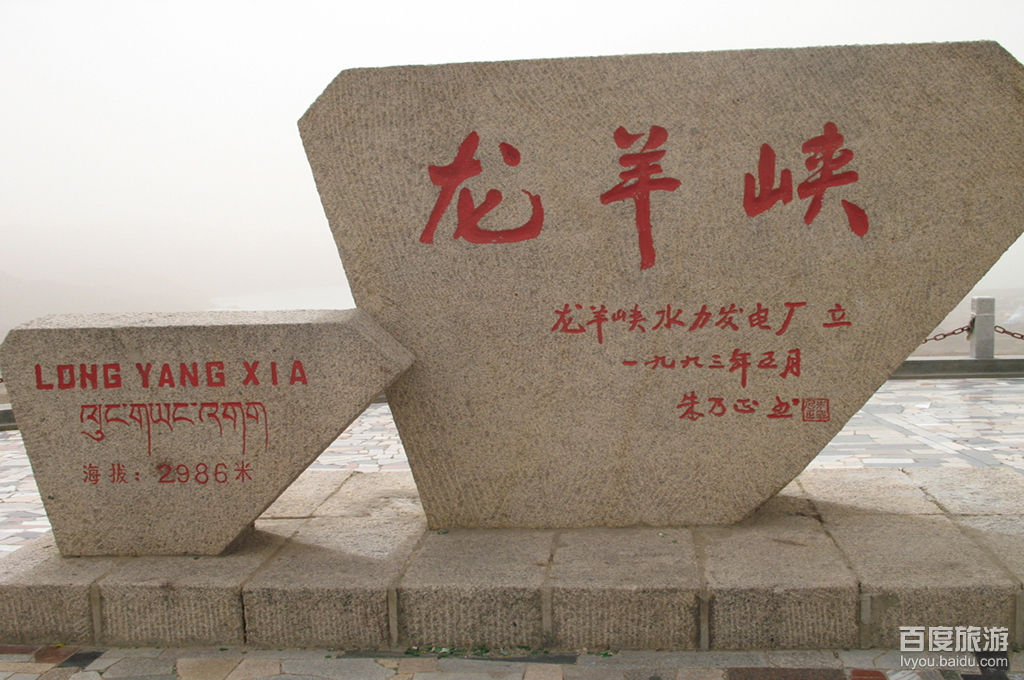 龙羊峡
龙羊峡水力发电厂 立
一九九三年正月
朱乃正书
LONG YANG XIA
海拔：2986米
百度旅游
lvyou.baidu.com